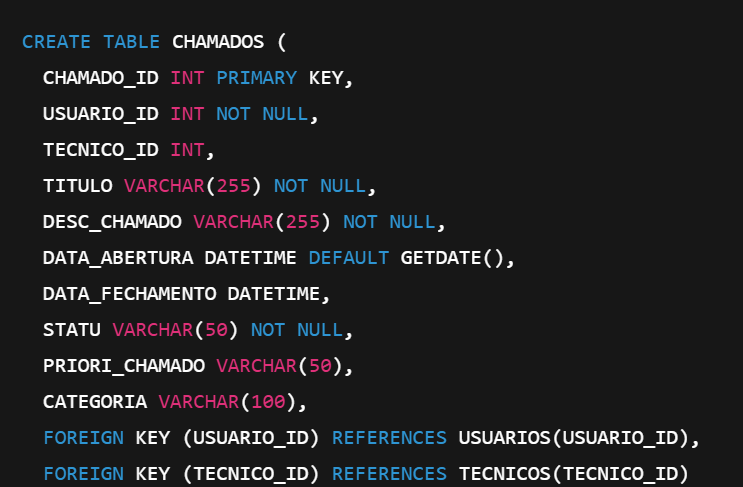 CREATE TABLE CHAMADOS (
CHAMADO_ID INT PRIMARY KEY,
USUARIO_ID INT NOT NULL,
TECNICO_ID INT,
TITULO VARCHAR(255) NOT NULL,
DESC_CHAMADO VARCHAR(255) NOT NULL,
DATA_ABERTURA DATETIME DEFAULT GETDATE(),
DATA_FECHAMENTO DATETIME,
STATU VARCHAR(50) NOT NULL,
PRIORI_CHAMADO VARCHAR(50),
CATEGORIA VARCHAR(100),
FOREIGN KEY (USUARIO_ID) REFERENCES USUARIOS(USUARIO_ID),
FOREIGN KEY (TECNICO_ID) REFERENCES TECNICOS(TECNICO_ID)